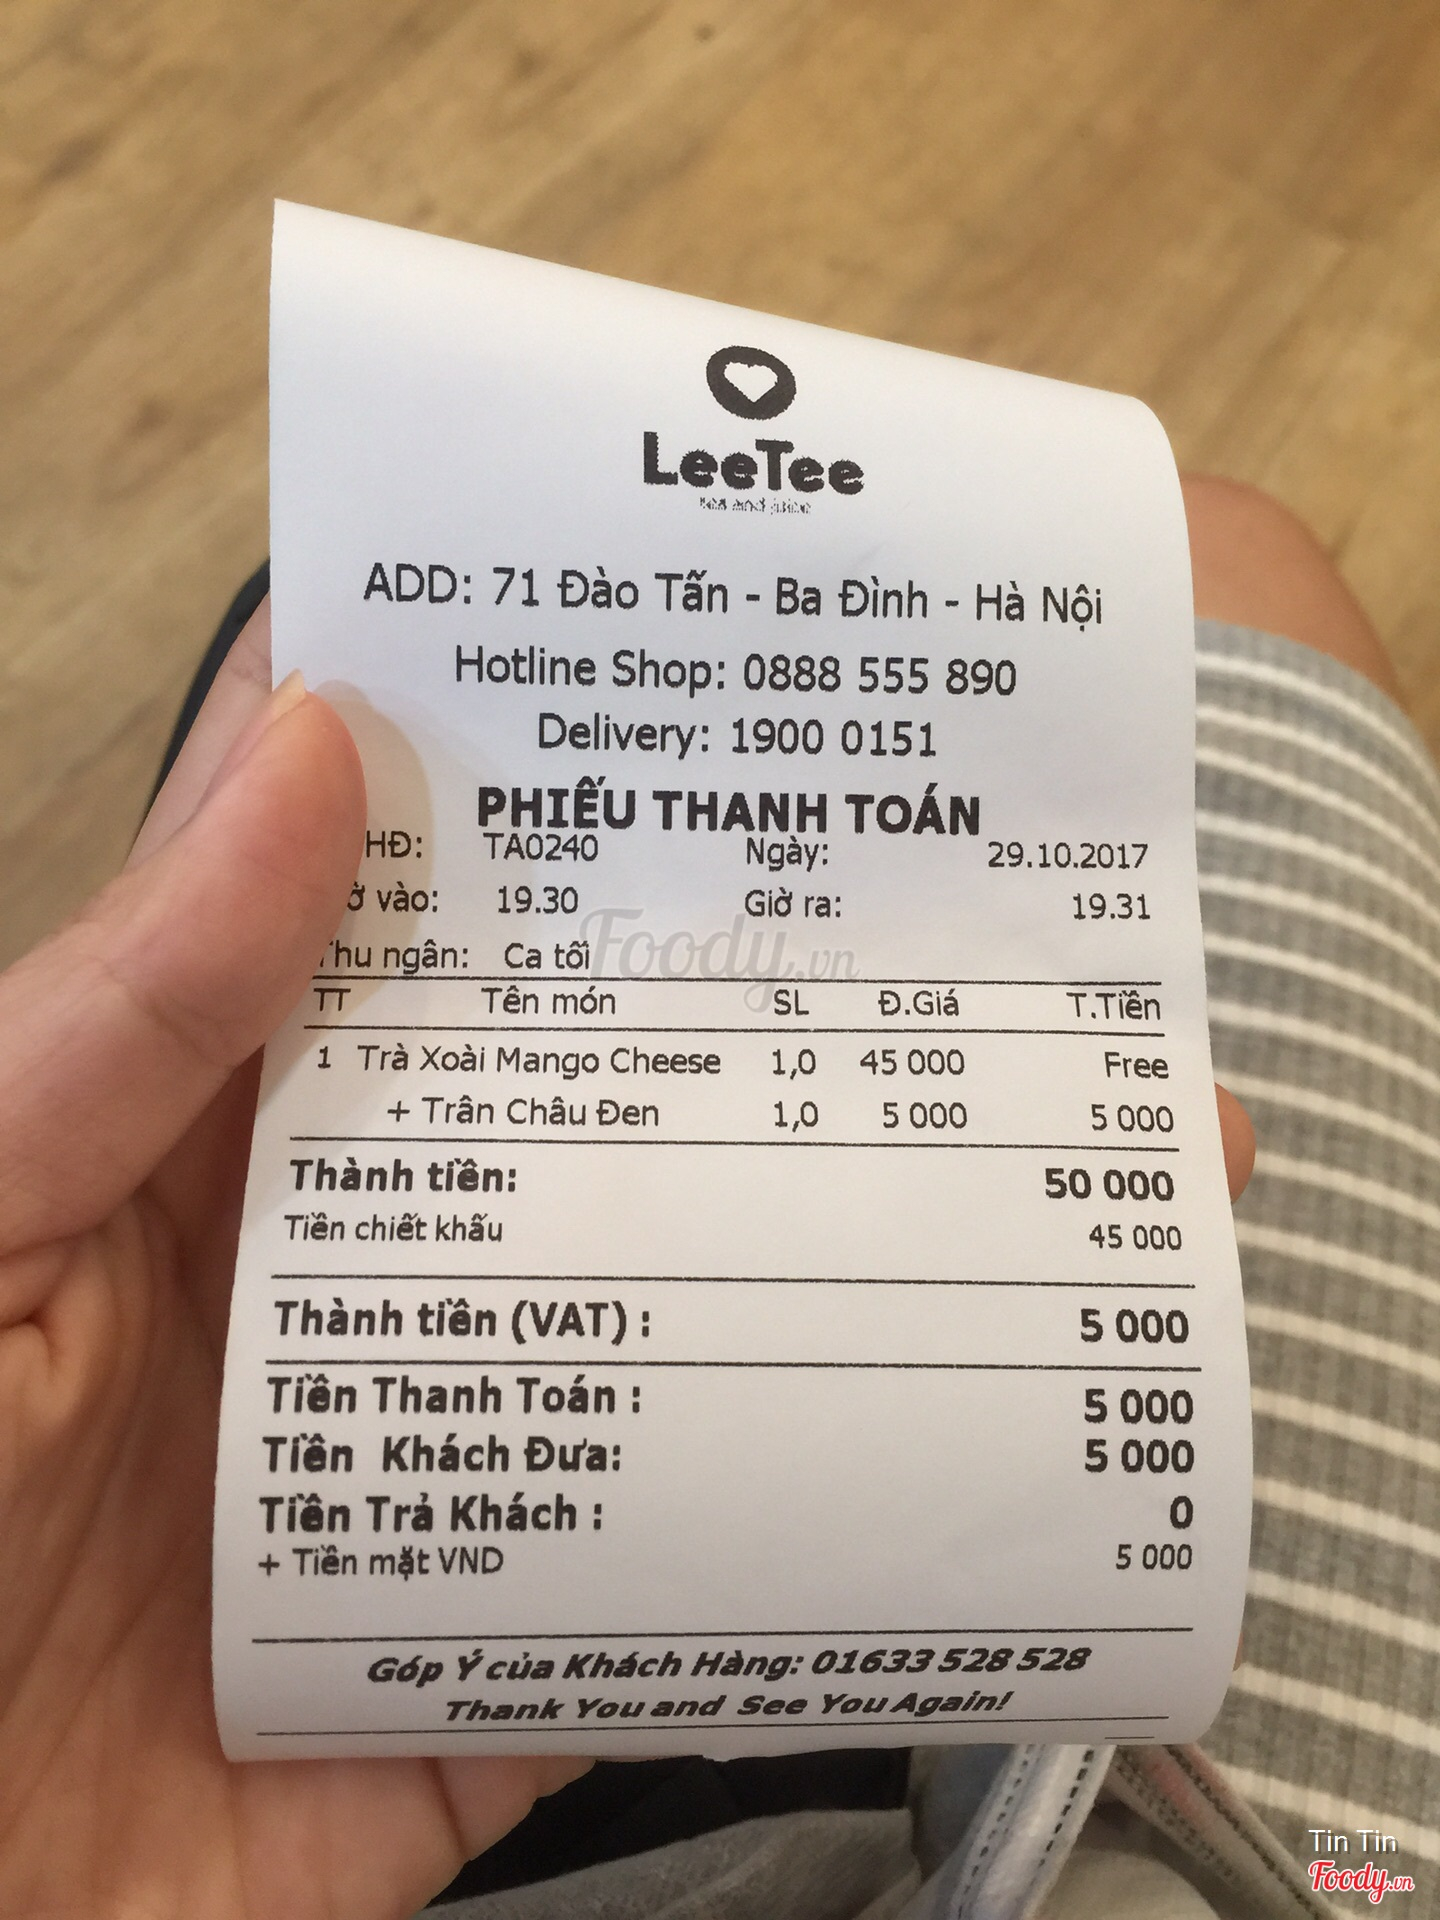 LeeTee
tea and juice
ADD: 71 Đào Tấn - Ba Đình - Hà Nội
Hotline Shop: 0888 555 890
Delivery: 1900 0151
PHIẾU THANH TOÁN
HĐ: TA0240 Ngày: 29.10.2017
ờ vào: 19.30 Giờ ra: 19.31
Thu ngân: Ca tối
Foody.vn
TT Tên món SL Đ.Giá T.Tiền
1 Trà Xoài Mango Cheese 1,0 45 000 Free
+ Trân Châu Đen 1,0 5 000 5 000
Thành tiền: 50 000
Tiền chiết khấu 45 000
Thành tiền (VAT) : 5 000
Tiền Thanh Toán : 5 000
Tiền Khách Đưa: 5 000
Tiền Trả Khách : 0
+ Tiền mặt VND 5 000
Góp Ý của Khách Hàng: 01633 528 528
Thank You and See You Again!
Tin Tin
Foody.vn